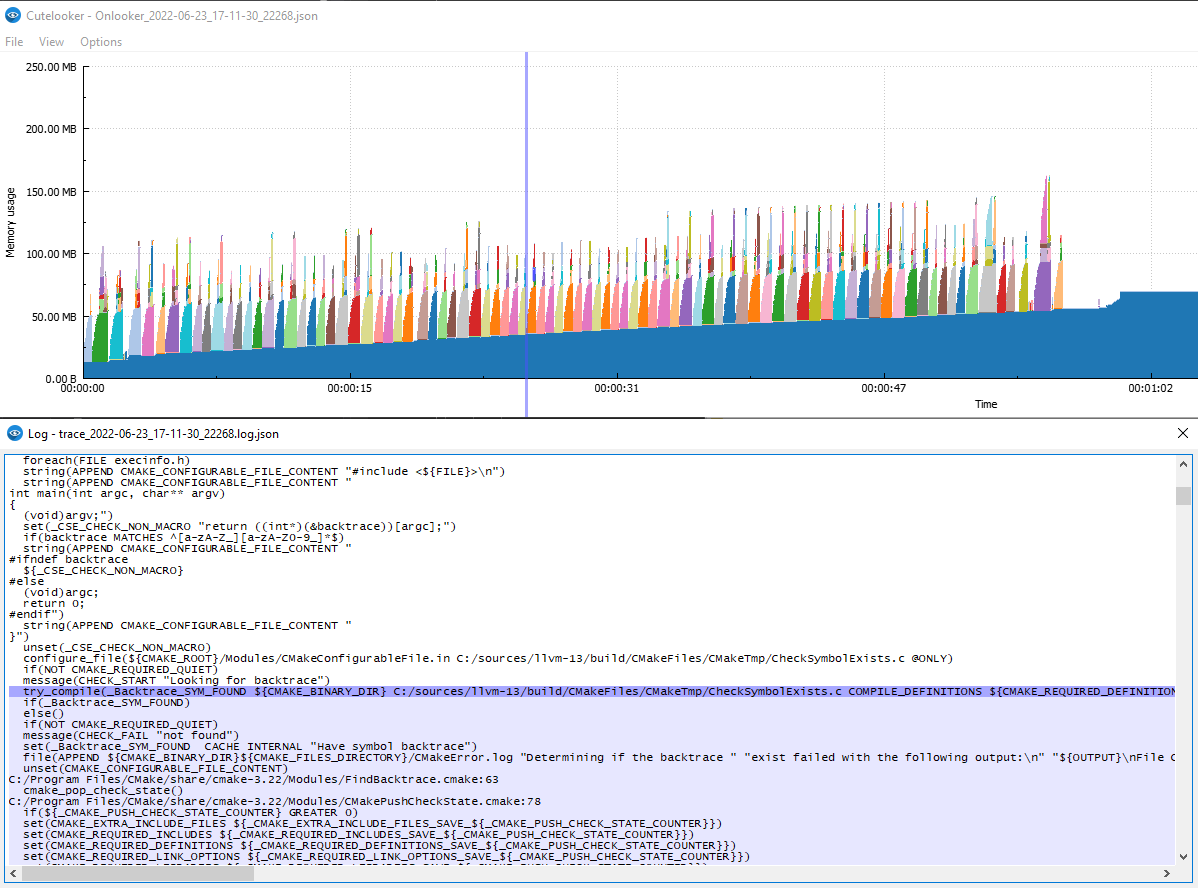 Cutelooker - Onlooker_2022-06-23_17-11-30_22268.json
File View Options
250.00 MB
200.00 MB
150.00 MB
100.00 MB
50.00 MB
0.00 B
Memory usage
00:00:00 00:00:15 00:00:31 00:00:47 00:01:02
Time
Log - trace_2022-06-23_17-11-30_22268.log.json
foreach(FILE execinfo.h)
string(APPEND CMAKE_CONFIGURABLE_FILE_CONTENT "#include <${FILE}>\n")
string(APPEND CMAKE_CONFIGURABLE_FILE_CONTENT "
int main(int argc, char** argv)
{
(void)argv;")
set(_CSE_CHECK_NON_MACRO "return ((int*)(&backtrace))[argc];")
if(backtrace MATCHES ^[a-zA-Z_][a-zA-Z0-9_]*$)
string(APPEND CMAKE_CONFIGURABLE_FILE_CONTENT "
#ifndef backtrace
${_CSE_CHECK_NON_MACRO}
#else
(void)argc;
return 0;
#endif")
string(APPEND CMAKE_CONFIGURABLE_FILE_CONTENT "
}")
unset(_CSE_CHECK_NON_MACRO)
configure_file(${CMAKE_ROOT}/Modules/CMakeConfigurableFile.in C:/sources/llvm-13/build/CMakeFiles/CMakeTmp/CheckSymbolExists.c @ONLY)
if(NOT CMAKE_REQUIRED_QUIET)
message(CHECK_START "Looking for backtrace")
try_compile(_Backtrace_SYM_FOUND ${CMAKE_BINARY_DIR} C:/sources/llvm-13/build/CMakeFiles/CMakeTmp/CheckSymbolExists.c COMPILE_DEFINITIONS ${CMAKE_REQUIRED_DEFINITION
if(_Backtrace_SYM_FOUND)
else()
if(NOT CMAKE_REQUIRED_QUIET)
message(CHECK_FAIL "not found")
set(_Backtrace_SYM_FOUND  CACHE INTERNAL "Have symbol backtrace")
file(APPEND ${CMAKE_BINARY_DIR}${CMAKE_FILES_DIRECTORY}/CMakeError.log "Determining if the backtrace " "exist failed with the following output:\n" "${OUTPUT}\nFile C
unset(CMAKE_CONFIGURABLE_FILE_CONTENT)
C:/Program Files/CMake/share/cmake-3.22/Modules/FindBacktrace.cmake:63
cmake_pop_check_state()
C:/Program Files/CMake/share/cmake-3.22/Modules/CMakePushCheckState.cmake:78
if(${_CMAKE_PUSH_CHECK_STATE_COUNTER} GREATER 0)
set(CMAKE_EXTRA_INCLUDE_FILES ${_CMAKE_EXTRA_INCLUDE_FILES_SAVE_${_CMAKE_PUSH_CHECK_STATE_COUNTER}})
set(CMAKE_REQUIRED_INCLUDES ${_CMAKE_REQUIRED_INCLUDES_SAVE_${_CMAKE_PUSH_CHECK_STATE_COUNTER}})
set(CMAKE_REQUIRED_DEFINITIONS ${_CMAKE_REQUIRED_DEFINITIONS_SAVE_${_CMAKE_PUSH_CHECK_STATE_COUNTER}})
set(CMAKE_REQUIRED_LINK_OPTIONS ${_CMAKE_REQUIRED_LINK_OPTIONS_SAVE_${_CMAKE_PUSH_CHECK_STATE_COUNTER}})